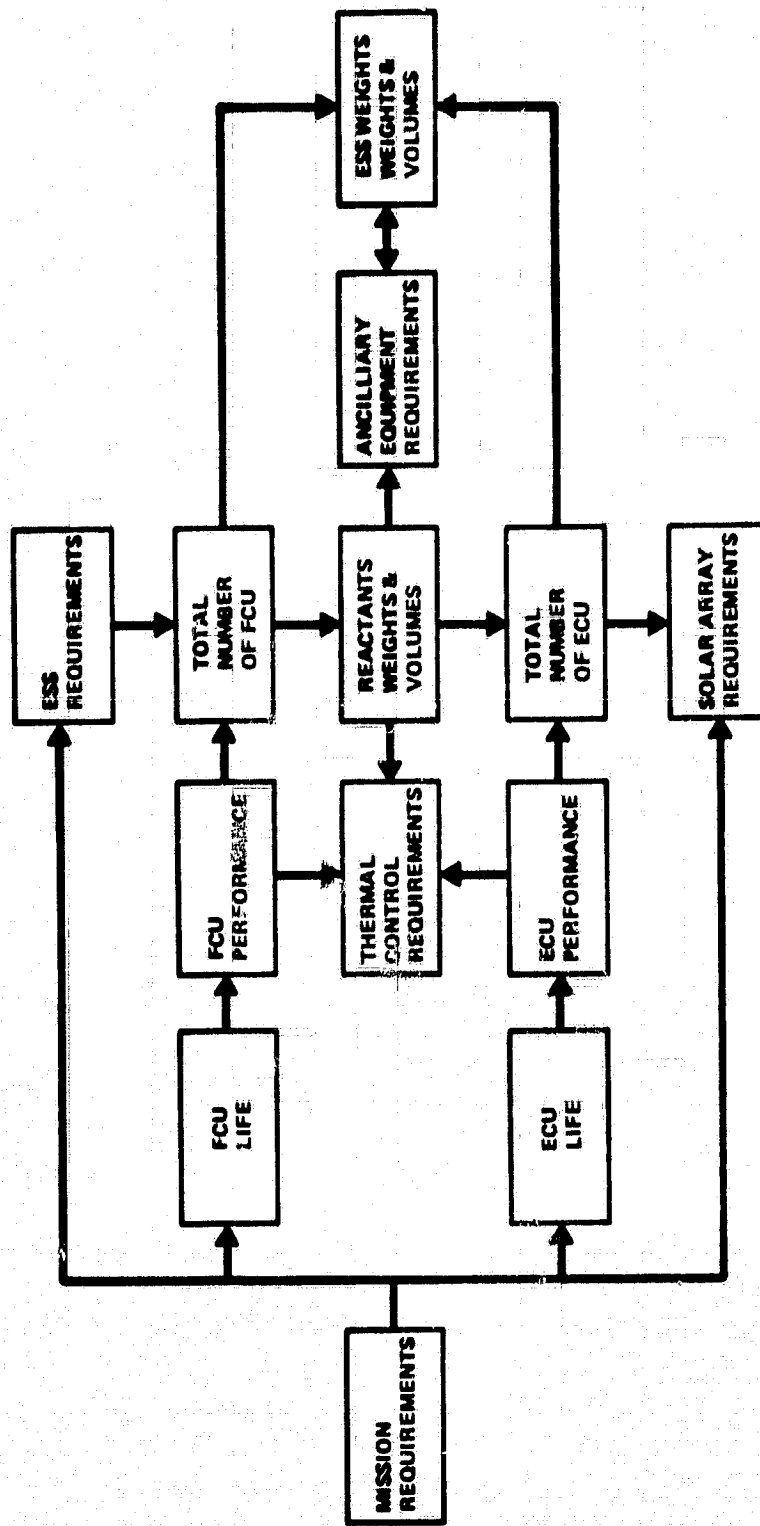 MISSION
REQUIREMENTS
ESS
REQUIREMENTS
FCU
LIFE
FCU
PERFORMANCE
TOTAL
NUMBER
OF FCU
THERMAL
CONTROL
REQUIREMENTS
REACTANTS
WEIGHTS &
VOLUMES
ANCILLIARY
EQUIPMENT
REQUIREMENTS
ESS WEIGHTS
WEIGHTS &
VOLUMES
ECU
LIFE
ECU
PERFORMANCE
TOTAL
NUMBER
OF ECU
SOLAR ARRAY
REQUIREMENTS